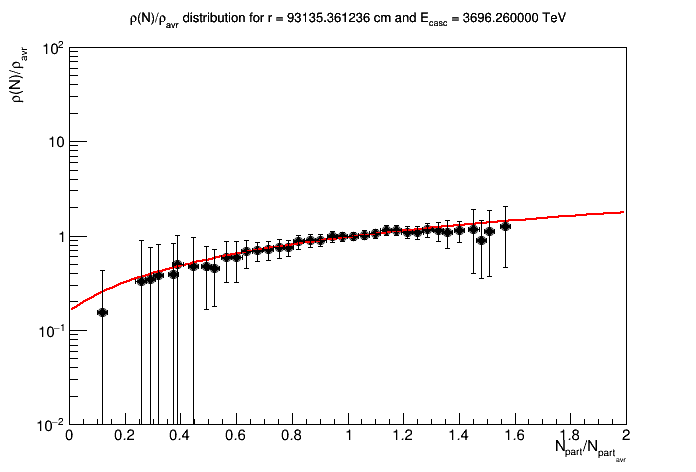 ρ(N)/ρavr distribution for r = 93135.361236 cm and Ecasc = 3696.260000 TeV
ρ(N)/ρavr
10²
10
1
10⁻¹
10⁻²
0 0.2 0.4 0.6 0.8 1 1.2 1.4 1.6 1.8 2
Npart/Npartavr